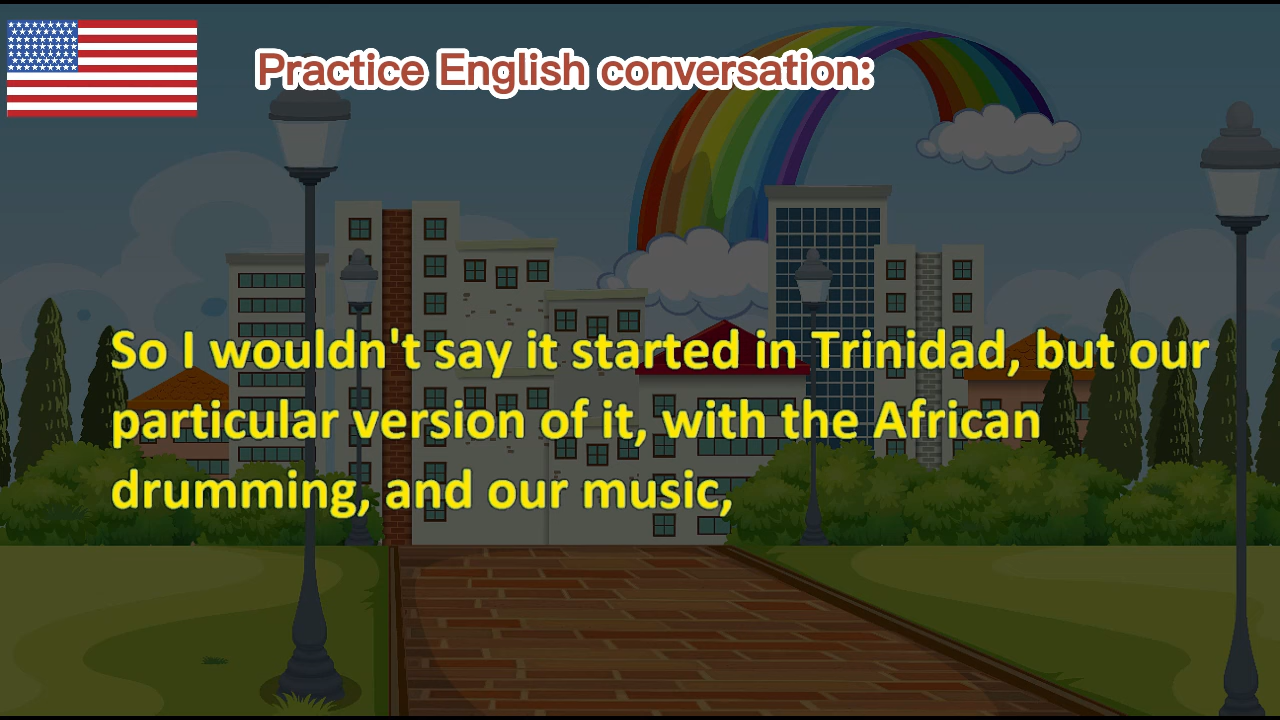 Practice English conversation:
So I wouldn't say it started in Trinidad, but our
particular version of it, with the African
drumming, and our music,